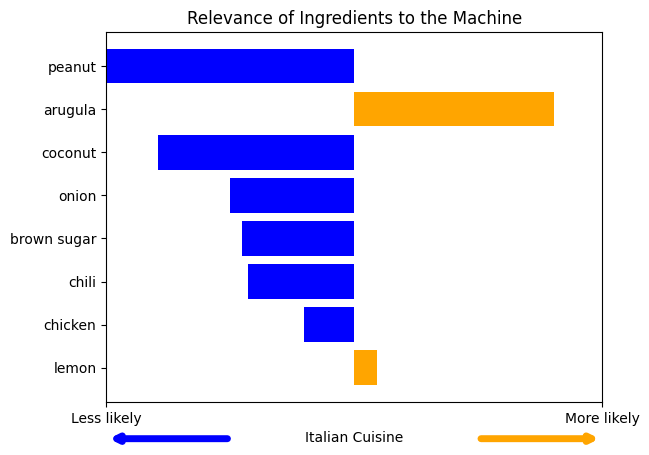 Relevance of Ingredients to the Machine
peanut
arugula
coconut
onion
brown sugar
chili
chicken
lemon
Less likely
More likely
Italian Cuisine